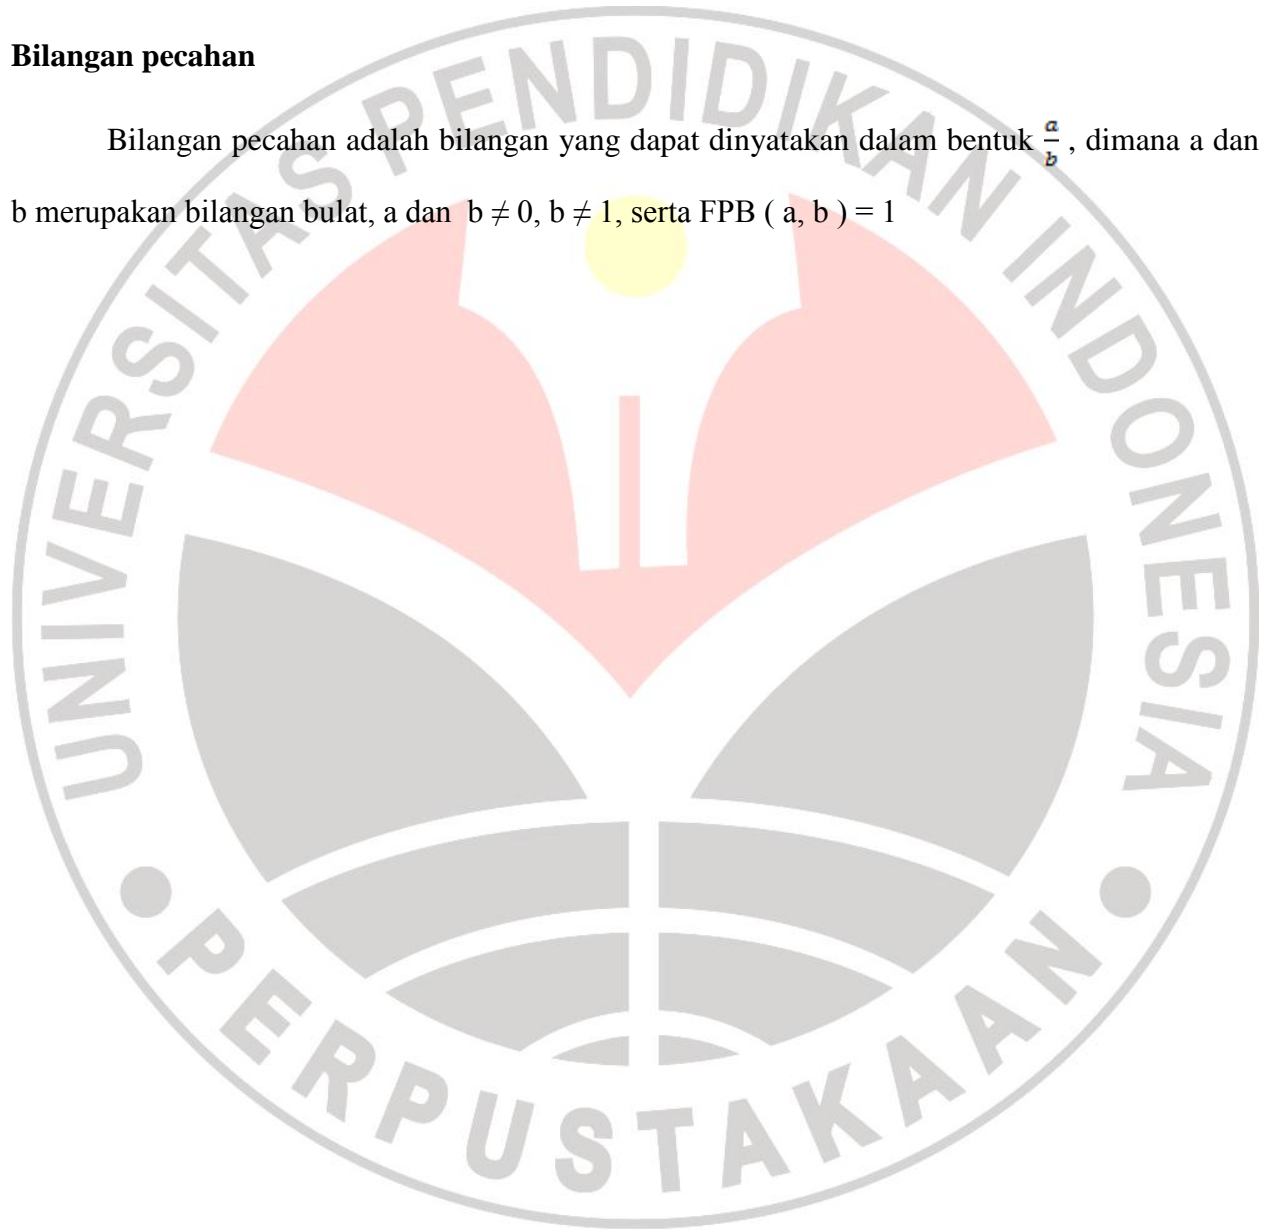 Bilangan pecahan
Bilangan pecahan adalah bilangan yang dapat dinyatakan dalam bentuk a/b , dimana a dan
b merupakan bilangan bulat, a dan b ≠ 0, b ≠ 1, serta FPB ( a, b ) = 1
UNIVERSITAS PENDIDIKAN INDONESIA
PERPUSTAKAAN